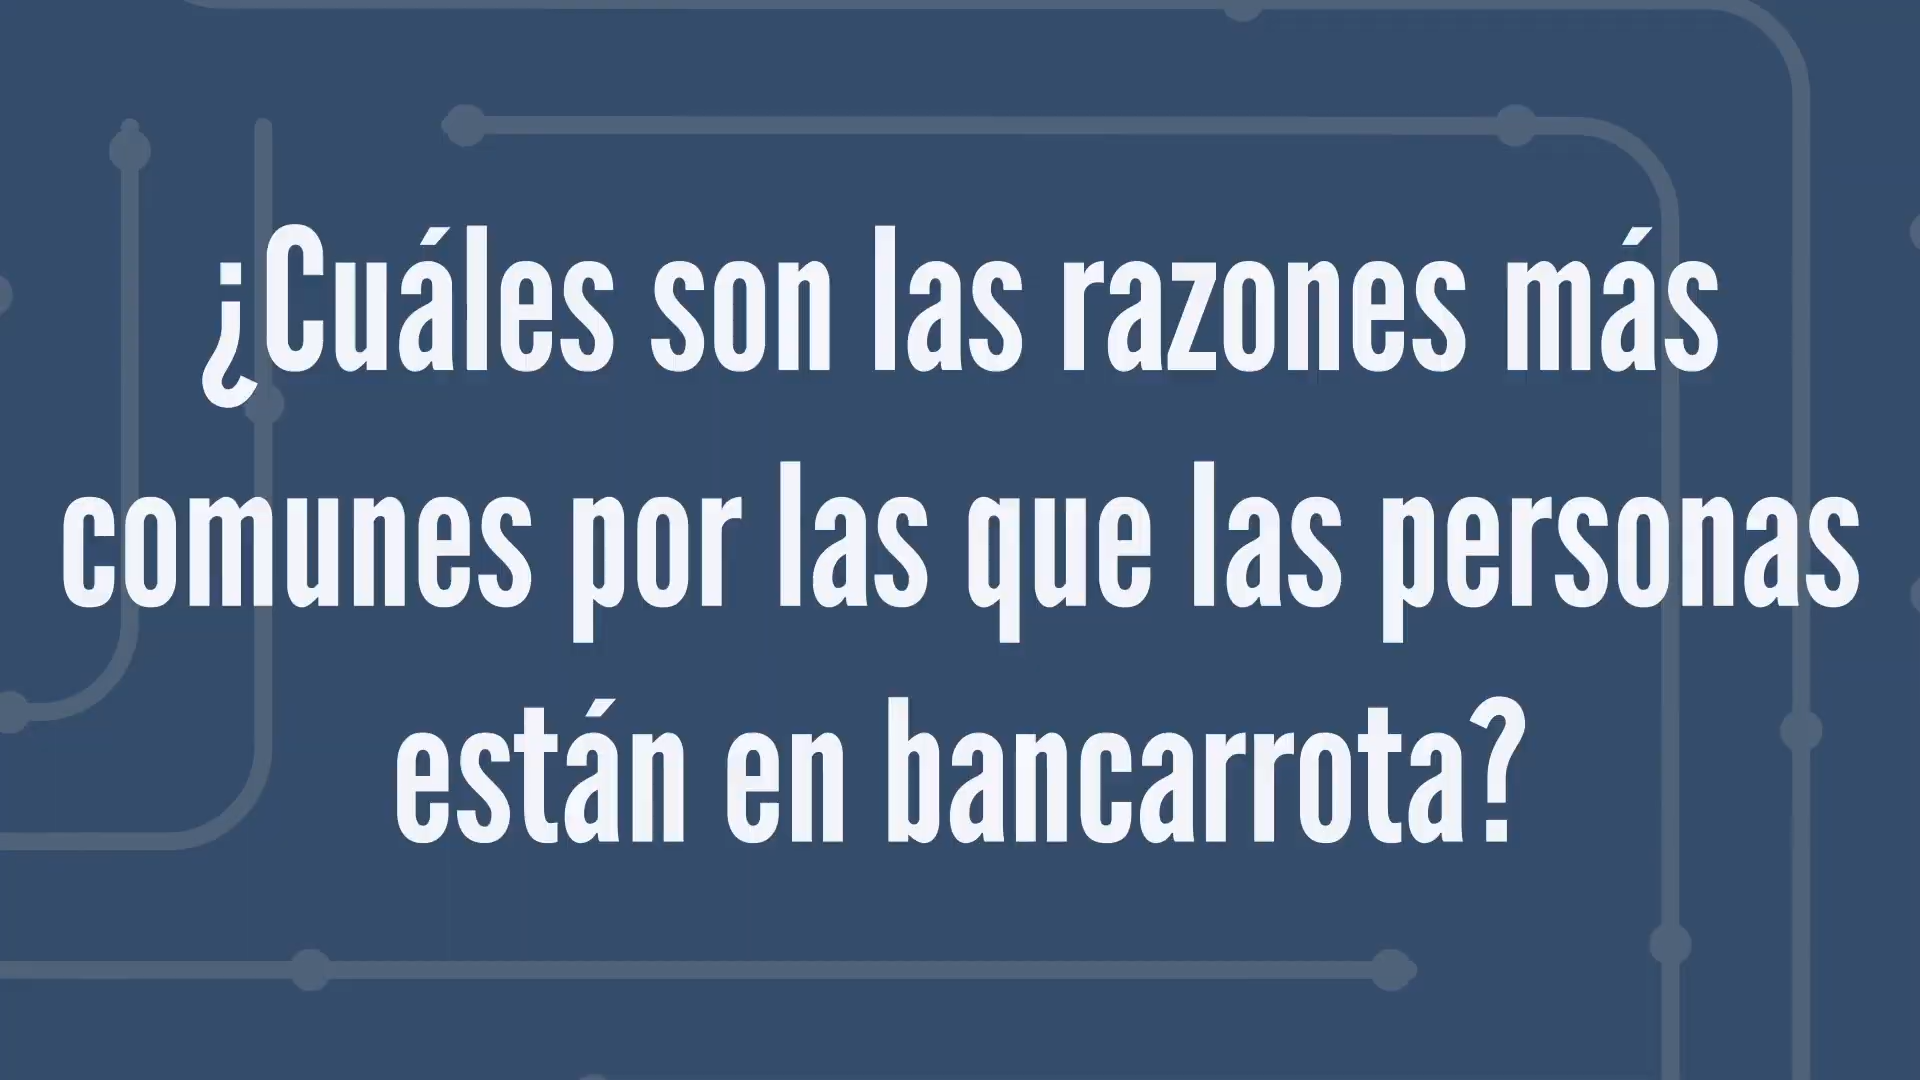 ¿Cuáles son las razones más
comunes por las que las personas
están en bancarrota?